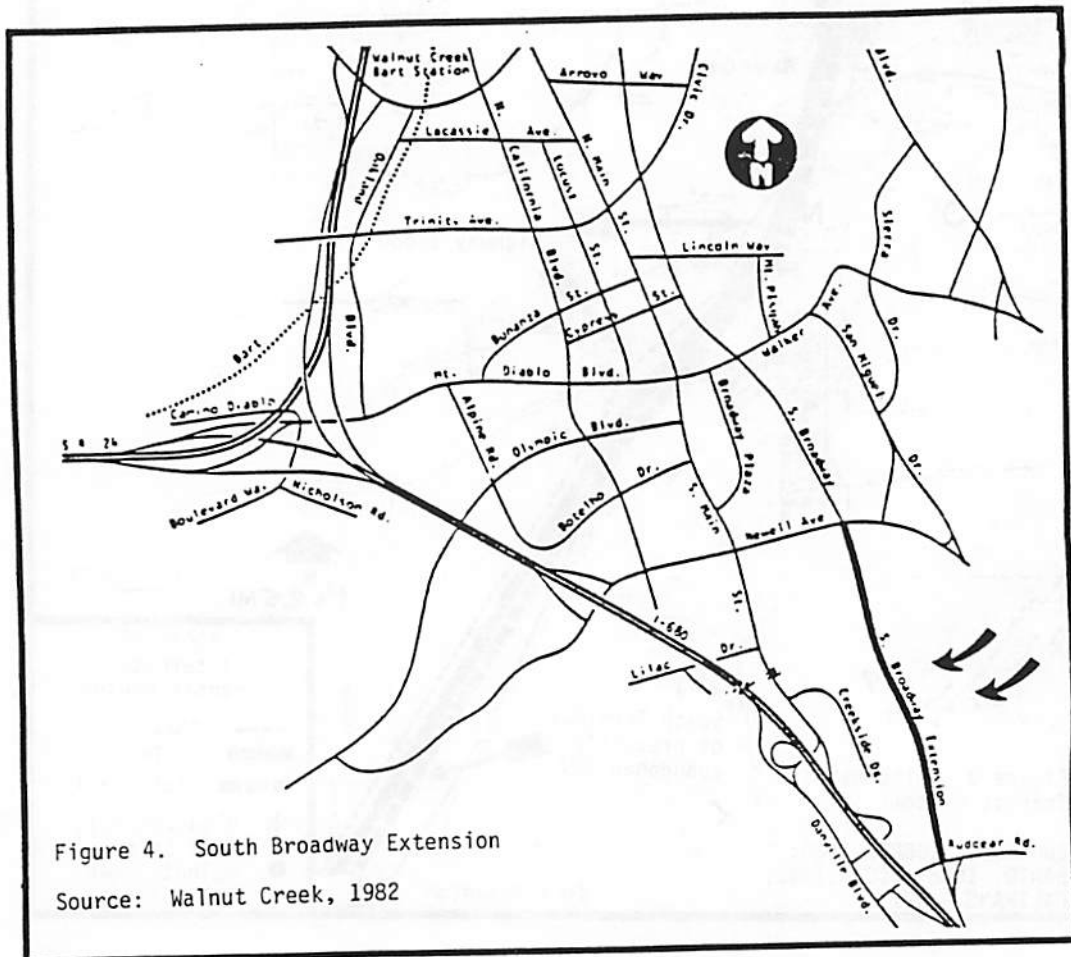 Walnut Creek
Bart Station
Arroyo Way
Civic Dr.
Blvd.
Lacassie Ave.
N.
California
Blvd.
Locust
St.
N. Main
St.
Oakland
Blvd.
N
Trinity Ave.
Lincoln Way
Mt. Pisgah
Sierra
Dr.
Bonanza St.
Cypress St.
Walker Ave.
San Miguel
Dr.
Bart
Mt. Diablo Blvd.
Camino Diablo
S R 24
Alpine Rd.
Olympic Blvd.
Broadway
Plaza
S. Broadway
Botelho Dr.
S. Main
St.
Boulevard Wa.
Nicholson Rd.
Newell Ave.
I-680
Lilac Dr.
S. Broadway Extension
Creekside Dr.
Danville Blvd.
Rudgear Rd.
Figure 4. South Broadway Extension
Source: Walnut Creek, 1982